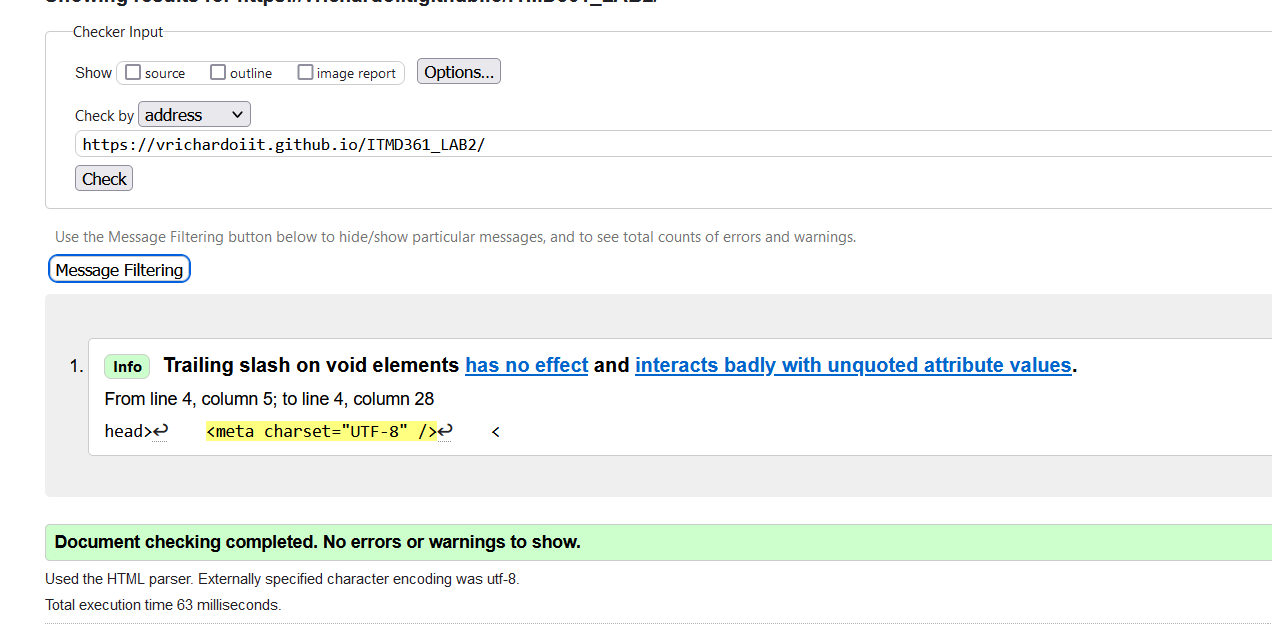 Checker Input
Show source outline image report Options...
Check by address
https://vrichardoiit.github.io/ITMD361_LAB2/
Check
Use the Message Filtering button below to hide/show particular messages, and to see total counts of errors and warnings.
Message Filtering
1. Info Trailing slash on void elements has no effect and interacts badly with unquoted attribute values.
From line 4, column 5; to line 4, column 28
head>↩ <meta charset="UTF-8" />↩ <
Document checking completed. No errors or warnings to show.
Used the HTML parser. Externally specified character encoding was utf-8.
Total execution time 63 milliseconds.